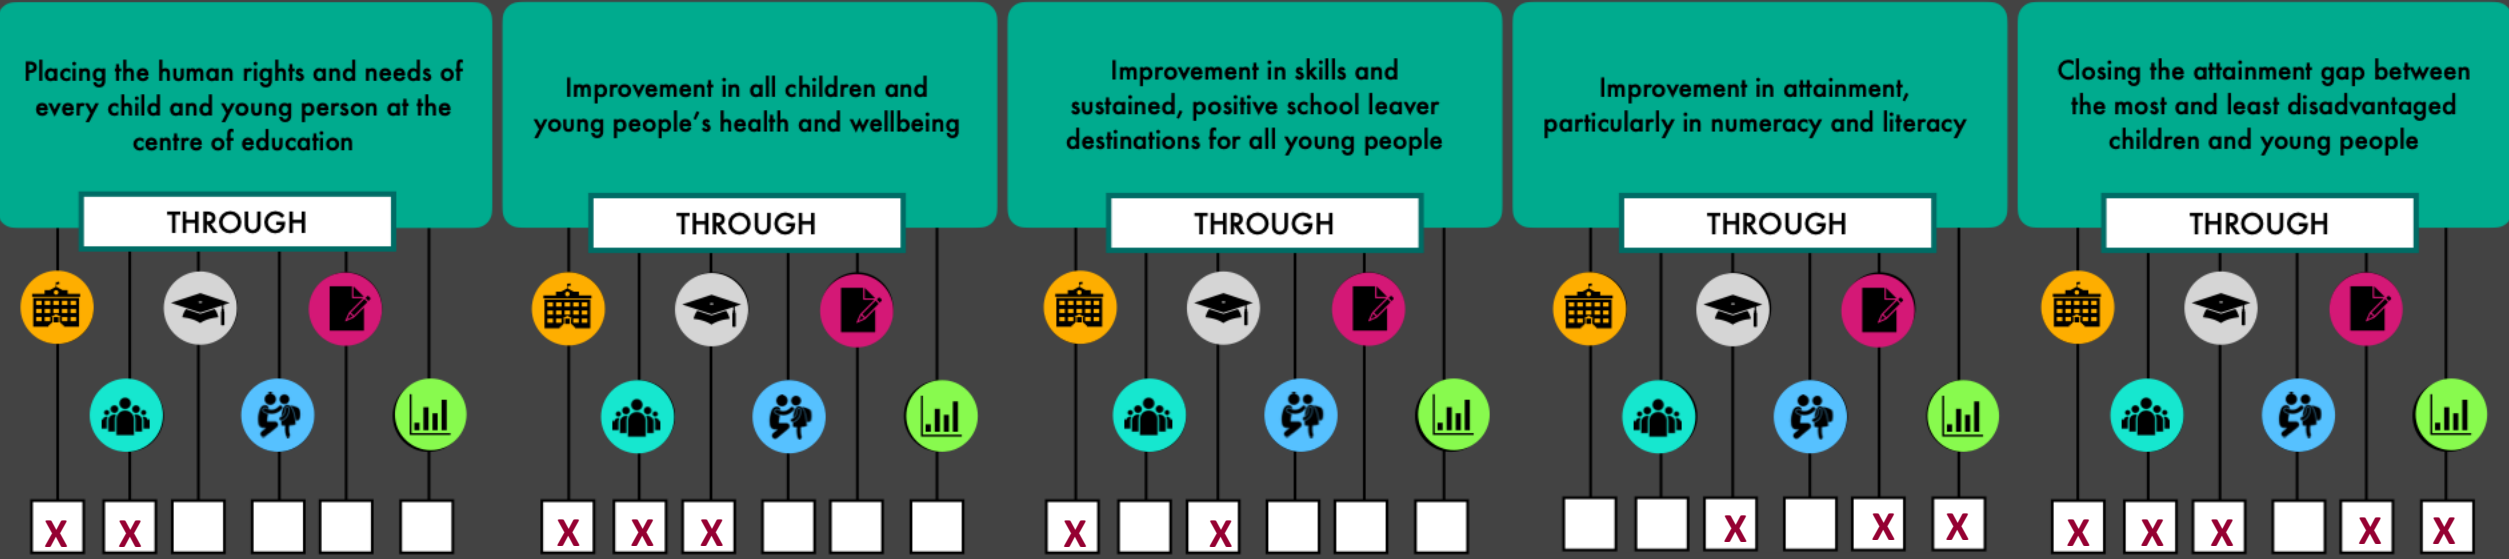 Placing the human rights and needs of
every child and young person at the
centre of education
THROUGH
X X
Improvement in all children and
young people's health and wellbeing
THROUGH
X X X
Improvement in skills and
sustained, positive school leaver
destinations for all young people
THROUGH
X X
Improvement in attainment,
particularly in numeracy and literacy
THROUGH
X X X
Closing the attainment gap between
the most and least disadvantaged
children and young people
THROUGH
X X X X X